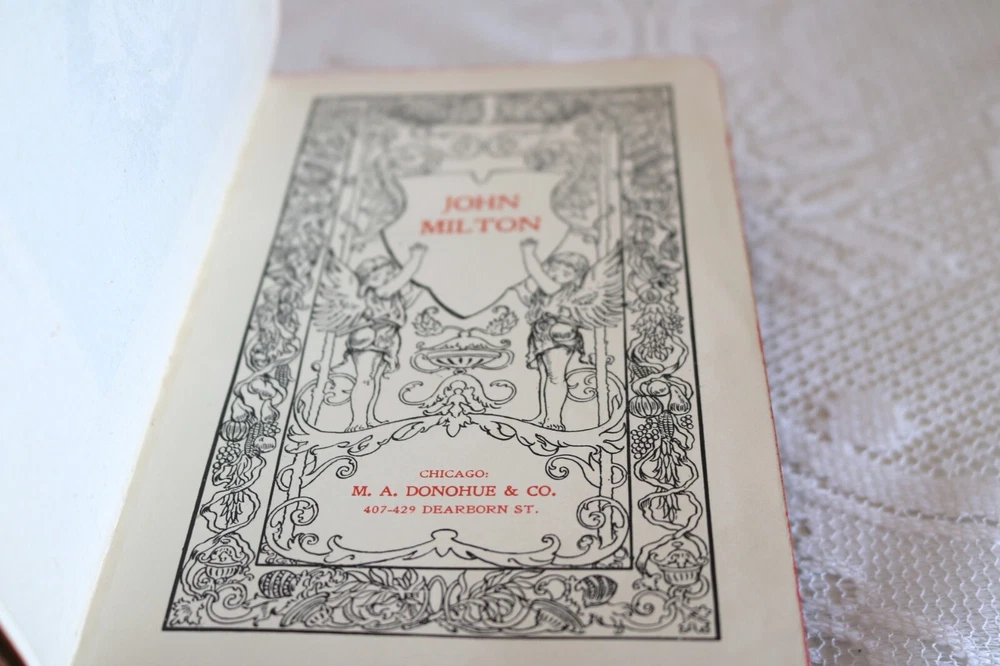 JOHN
MILTON
CHICAGO:
M. A. DONOHUE & CO.
407-429 DEARBORN ST.